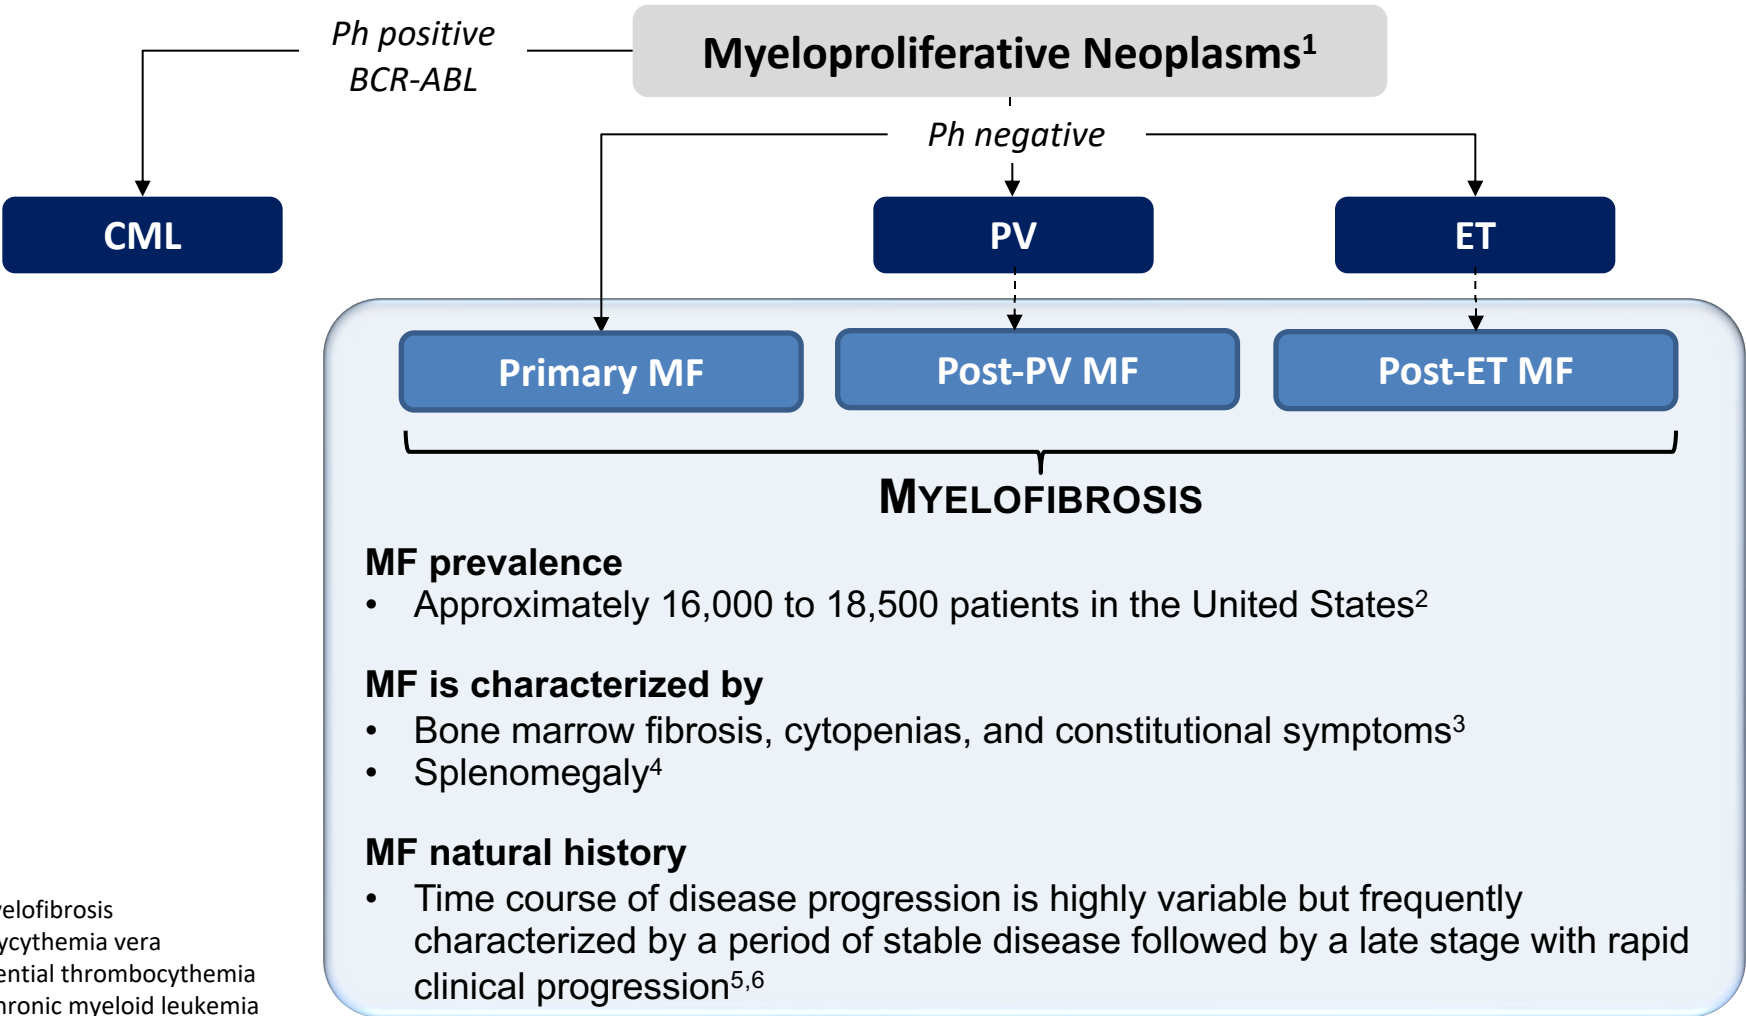 Ph positive
BCR-ABL
Myeloproliferative Neoplasms¹
Ph negative
CML
PV
ET
Primary MF
Post-PV MF
Post-ET MF
MYELOFIBROSIS
MF prevalence
• Approximately 16,000 to 18,500 patients in the United States²
MF is characterized by
• Bone marrow fibrosis, cytopenias, and constitutional symptoms³
• Splenomegaly⁴
MF natural history
• Time course of disease progression is highly variable but frequently
characterized by a period of stable disease followed by a late stage with rapid
clinical progression⁵,⁶
elofibrosis
ycythemia vera
ential thrombocythemia
hronic myeloid leukemia